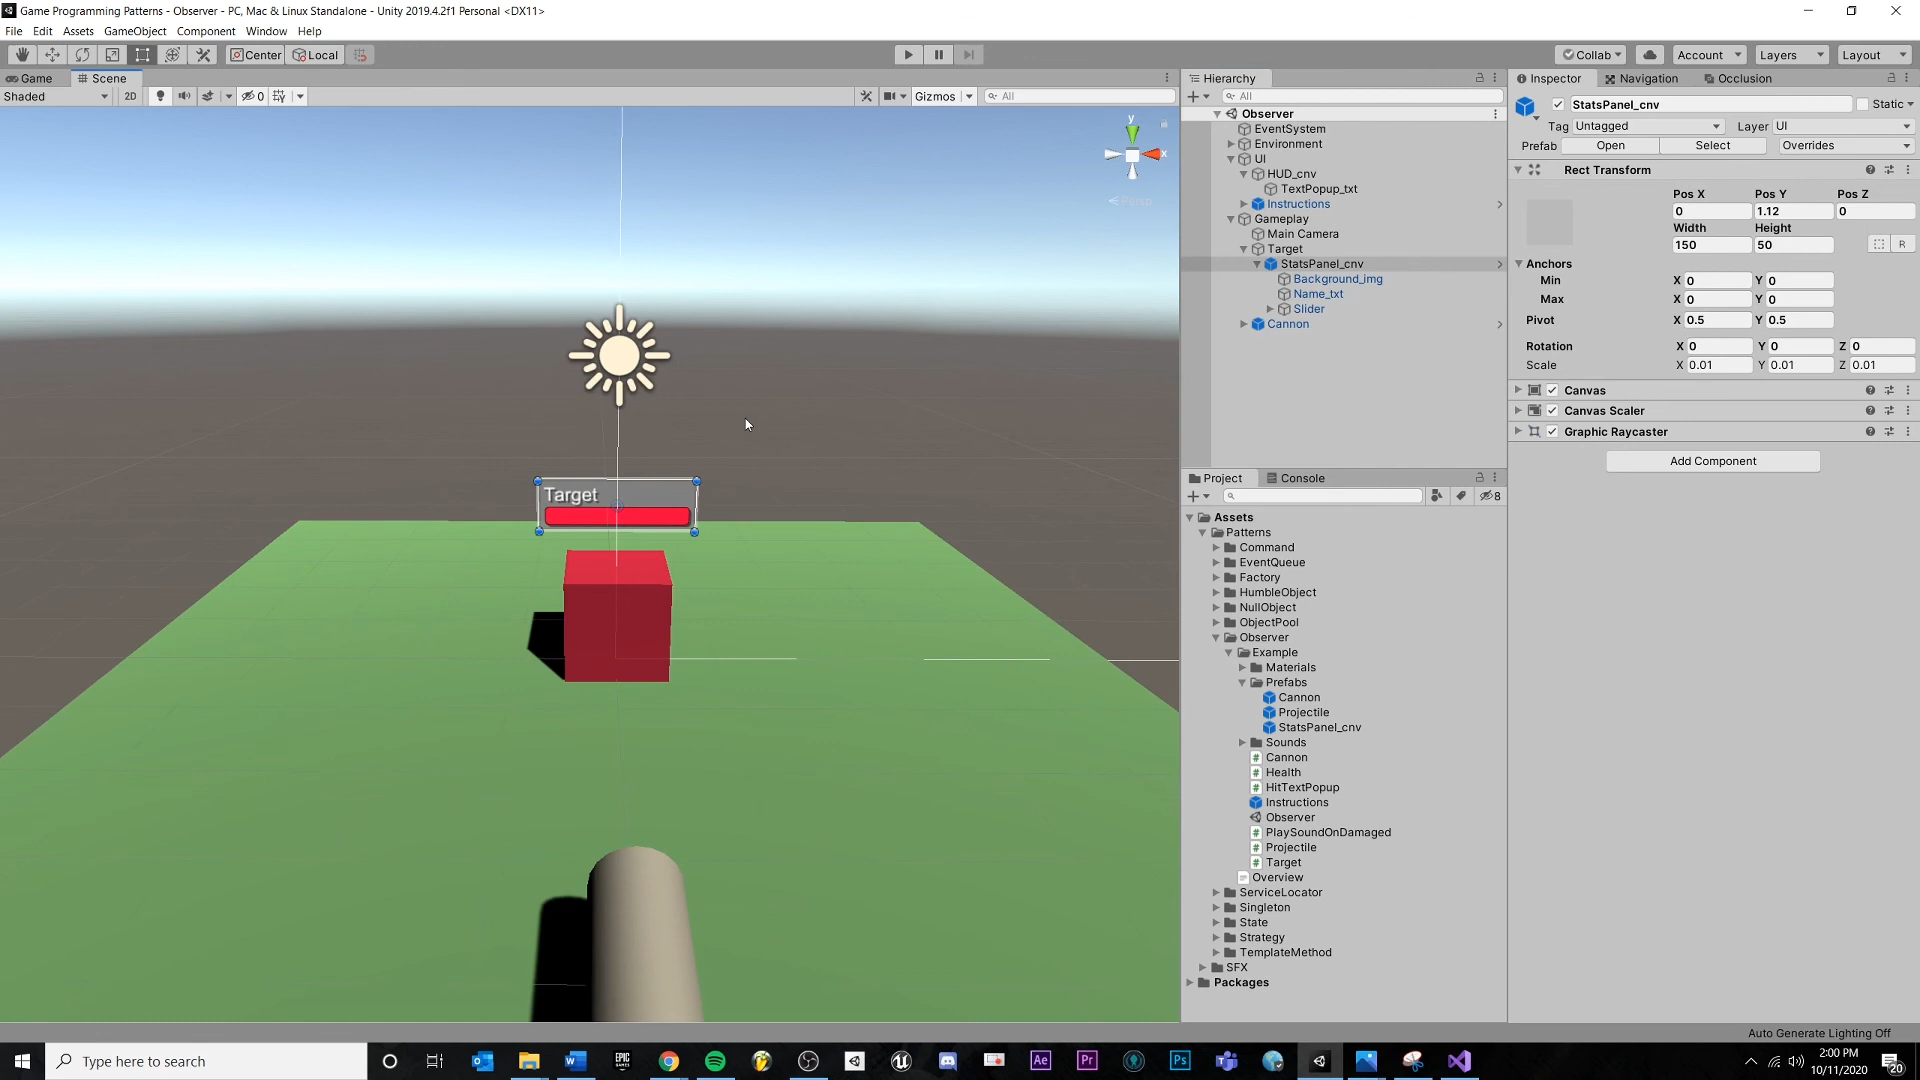 Game Programming Patterns - Observer - PC, Mac & Linux Standalone - Unity 2019.4.2f1 Personal <DX11>
File Edit Assets GameObject Component Window Help
Center Local Collab Account Layers Layout
Game Scene
Shaded 2D 0 Gizmos All
y
x
Persp
Target
Hierarchy
All
Observer
EventSystem
Environment
UI
HUD_cnv
TextPopup_txt
Instructions
Gameplay
Main Camera
Target
StatsPanel_cnv
Background_img
Name_txt
Slider
Cannon
Project Console
8
Assets
Patterns
Command
EventQueue
Factory
HumbleObject
NullObject
ObjectPool
Observer
Example
Materials
Prefabs
Cannon
Projectile
StatsPanel_cnv
Sounds
Cannon
Health
HitTextPopup
Instructions
Observer
PlaySoundOnDamaged
Projectile
Target
Overview
ServiceLocator
Singleton
State
Strategy
TemplateMethod
SFX
Packages
Inspector Navigation Occlusion
StatsPanel_cnv Static
Tag Untagged Layer UI
Prefab Open Select Overrides
Rect Transform
Pos X Pos Y Pos Z
0 1.12 0
Width Height
150 50 R
Anchors
Min X 0 Y 0
Max X 0 Y 0
Pivot X 0.5 Y 0.5
Rotation X 0 Y 0 Z 0
Scale X 0.01 Y 0.01 Z 0.01
Canvas
Canvas Scaler
Graphic Raycaster
Add Component
Auto Generate Lighting Off
Type here to search
EPIC GAMES
Ae Pr Ps
2:00 PM
10/11/2020
20